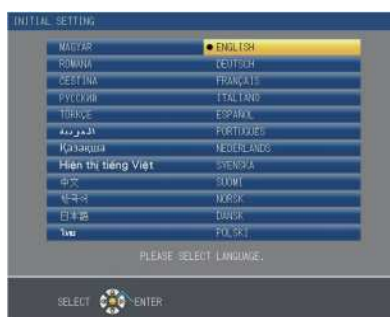 INITIAL SETTING
MAGYAR ENGLISH
ROMÂNĂ DEUTSCH
ČEŠTINA FRANÇAIS
РУССКИЙ ITALIANO
TÜRKÇE ESPAÑOL
العربية PORTUGUÊS
Қазақша NEDERLANDS
Hiển thị tiếng Việt SVENSKA
中文 SUOMI
한국어 NORSK
日本語 DANSK
ไทย POLSKI
PLEASE SELECT LANGUAGE.
SELECT ENTER